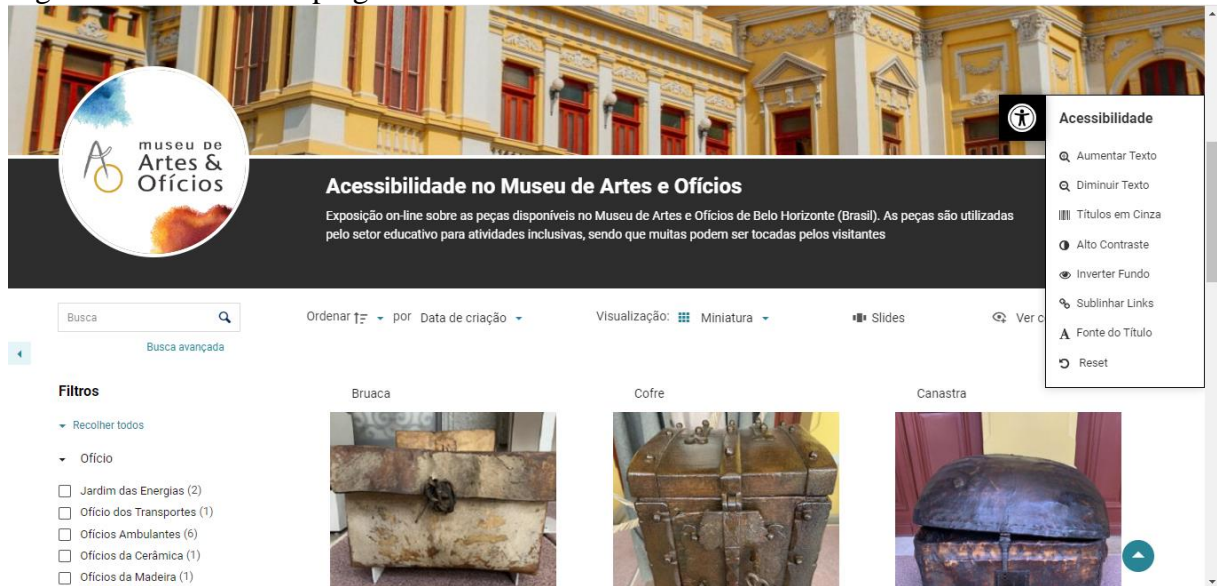 museu de
Artes &
Ofícios
Acessibilidade no Museu de Artes e Ofícios
Exposição on-line sobre as peças disponíveis no Museu de Artes e Ofícios de Belo Horizonte (Brasil). As peças são utilizadas
pelo setor educativo para atividades inclusivas, sendo que muitas podem ser tocadas pelos visitantes
Acessibilidade
Aumentar Texto
Diminuir Texto
Títulos em Cinza
Alto Contraste
Inverter Fundo
Sublinhar Links
Fonte do Título
Reset
Busca
Busca avançada
Ordenar por Data de criação
Visualização: Miniatura
Slides
Ver
Filtros
Recolher todos
Ofício
Jardim das Energias (2)
Ofício dos Transportes (1)
Ofícios Ambulantes (6)
Ofícios da Cerâmica (1)
Ofícios da Madeira (1)
Bruaca
Cofre
Canastra